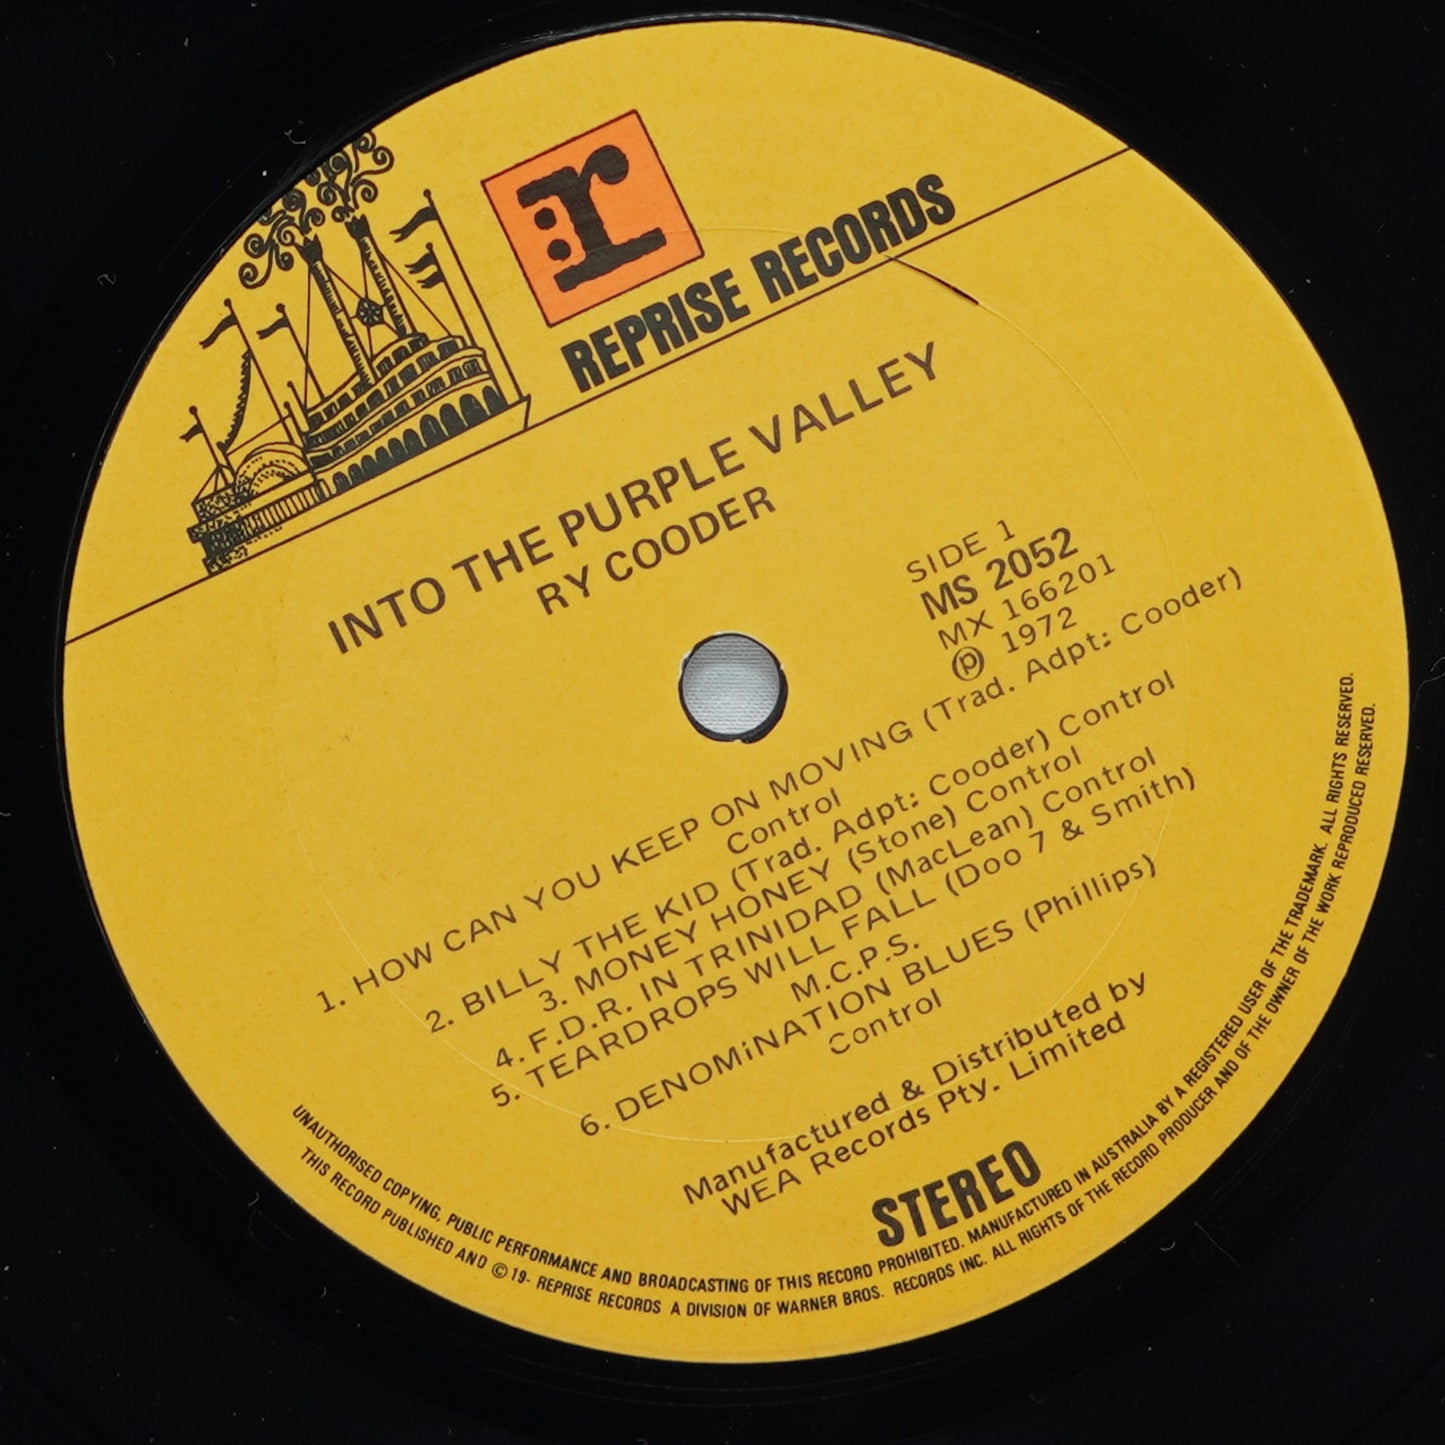 r:
REPRISE RECORDS
INTO THE PURPLE VALLEY
RY COODER
SIDE 1
MS 2052
MX 166201
Ⓟ 1972
1. HOW CAN YOU KEEP ON MOVING (Trad. Adpt: Cooder)
Control
2. BILLY THE KID (Trad. Adpt: Cooder) Control
3. MONEY HONEY (Stone) Control
4. F.D.R. IN TRINIDAD (MacLean) Control
5. TEARDROPS WILL FALL (Doo 7 & Smith)
M.C.P.S.
6. DENOMiNATION BLUES (Phillips)
Control
Manufactured & Distributed by
WEA Records Pty. Limited
STEREO
UNAUTHORISED COPYING, PUBLIC PERFORMANCE AND BROADCASTING OF THIS RECORD PROHIBITED. MANUFACTURED IN AUSTRALIA BY A REGISTERED USER OF THE TRADEMARK. ALL RIGHTS RESERVED.
THIS RECORD PUBLISHED AND © 19- REPRISE RECORDS A DIVISION OF WARNER BROS. RECORDS INC. ALL RIGHTS OF THE RECORD PRODUCER AND OF THE OWNER OF THE WORK REPRODUCED RESERVED.